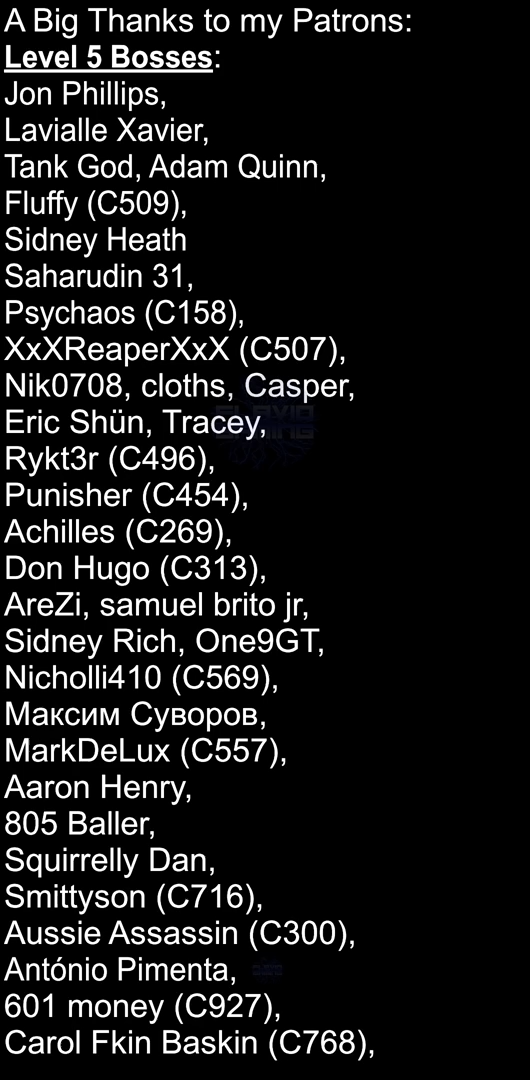 A Big Thanks to my Patrons:
Level 5 Bosses:
Jon Phillips,
Lavialle Xavier,
Tank God, Adam Quinn,
Fluffy (C509),
Sidney Heath
Saharudin 31,
Psychaos (C158),
XxXReaperXxX (C507),
Nik0708, cloths, Casper,
Eric Shün, Tracey,
Rykt3r (C496),
Punisher (C454),
Achilles (C269),
Don Hugo (C313),
AreZi, samuel brito jr,
Sidney Rich, One9GT,
Nicholli410 (C569),
Максим Суворов,
MarkDeLux (C557),
Aaron Henry,
805 Baller,
Squirrelly Dan,
Smittyson (C716),
Aussie Assassin (C300),
António Pimenta,
601 money (C927),
Carol Fkin Baskin (C768),